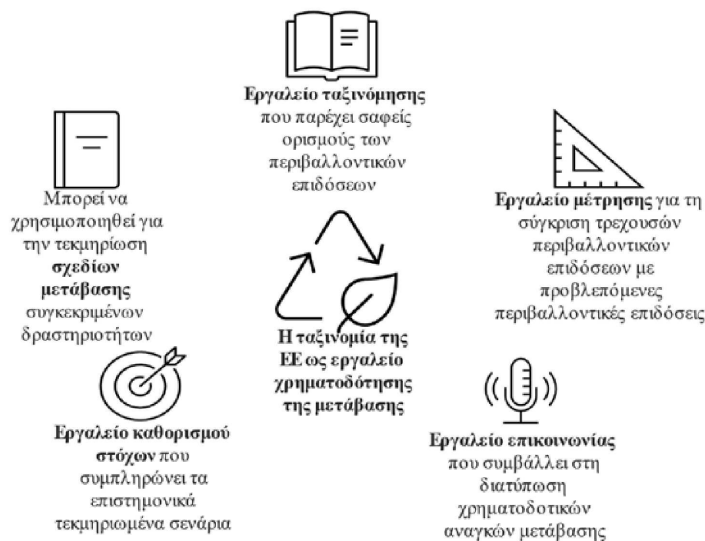 Εργαλείο ταξινόμησης
που παρέχει σαφείς
ορισμούς των
περιβαλλοντικών
επιδόσεων
Μπορεί να
χρησιμοποιηθεί για
την τεκμηρίωση
σχεδίων
μετάβασης
συγκεκριμένων
δραστηριοτήτων
Εργαλείο μέτρησης για τη
σύγκριση τρεχουσών
περιβαλλοντικών
επιδόσεων με
προβλεπόμενες
περιβαλλοντικές επιδόσεις
Η ταξινομία της
ΕΕ ως εργαλείο
χρηματοδότησης
της μετάβασης
Εργαλείο καθορισμού
στόχων που
συμπληρώνει τα
επιστημονικά
τεκμηριωμένα σενάρια
Εργαλείο επικοινωνίας
που συμβάλλει στη
διατύπωση
χρηματοδοτικών
αναγκών μετάβασης